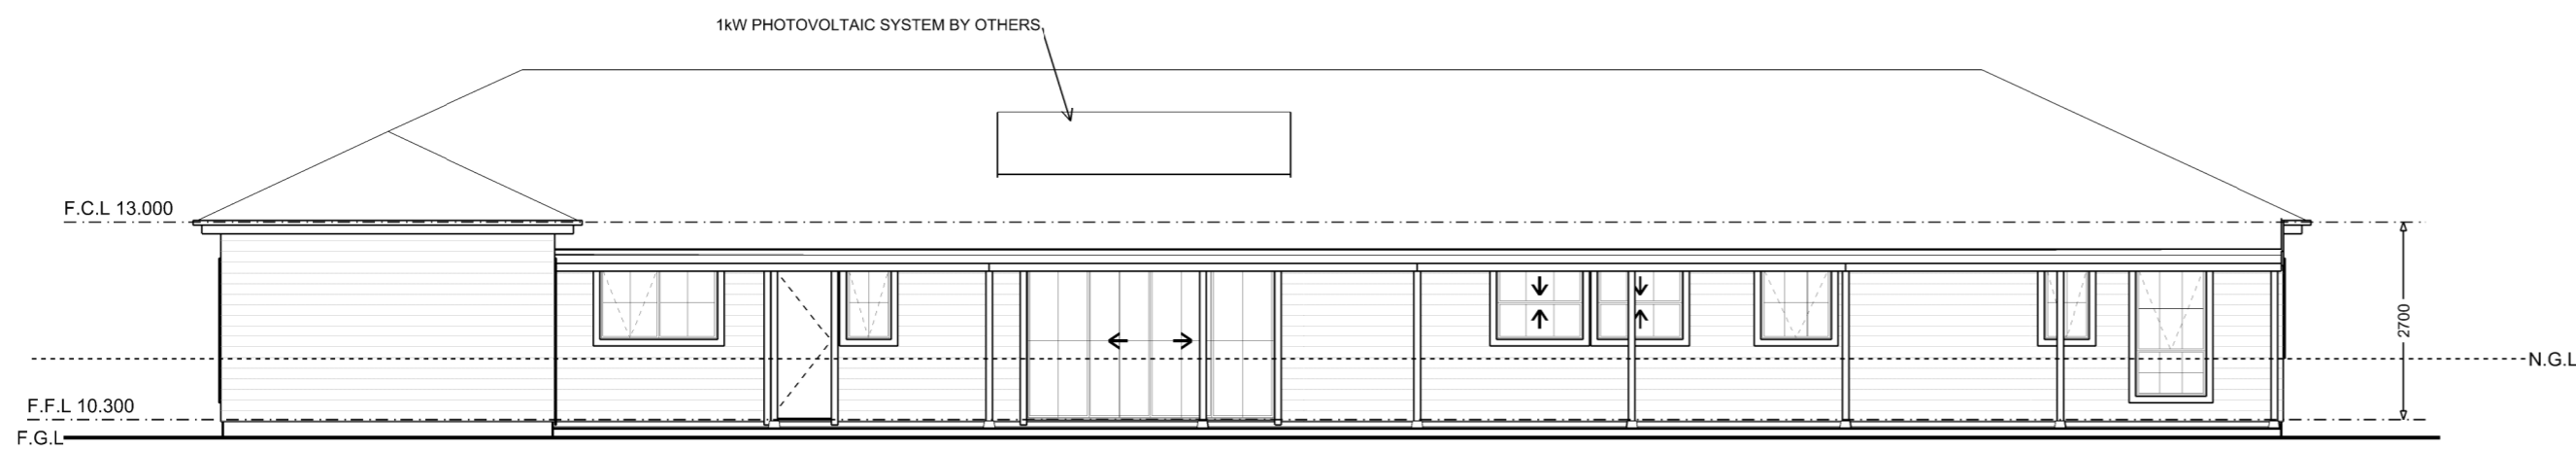 1kW PHOTOVOLTAIC SYSTEM BY OTHERS
F.C.L 13.000
2700
N.G.L
F.F.L 10.300
F.G.L